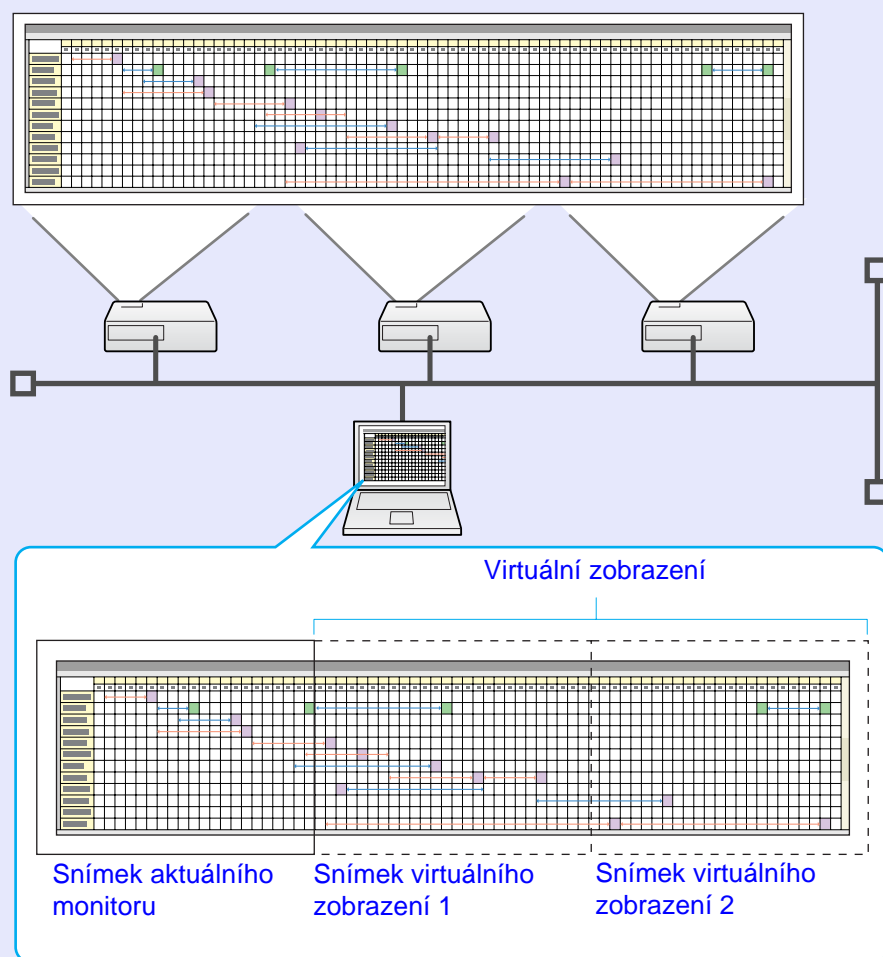 Virtuální zobrazení
Snímek aktuálního
monitoru
Snímek virtuálního
zobrazení 1
Snímek virtuálního
zobrazení 2